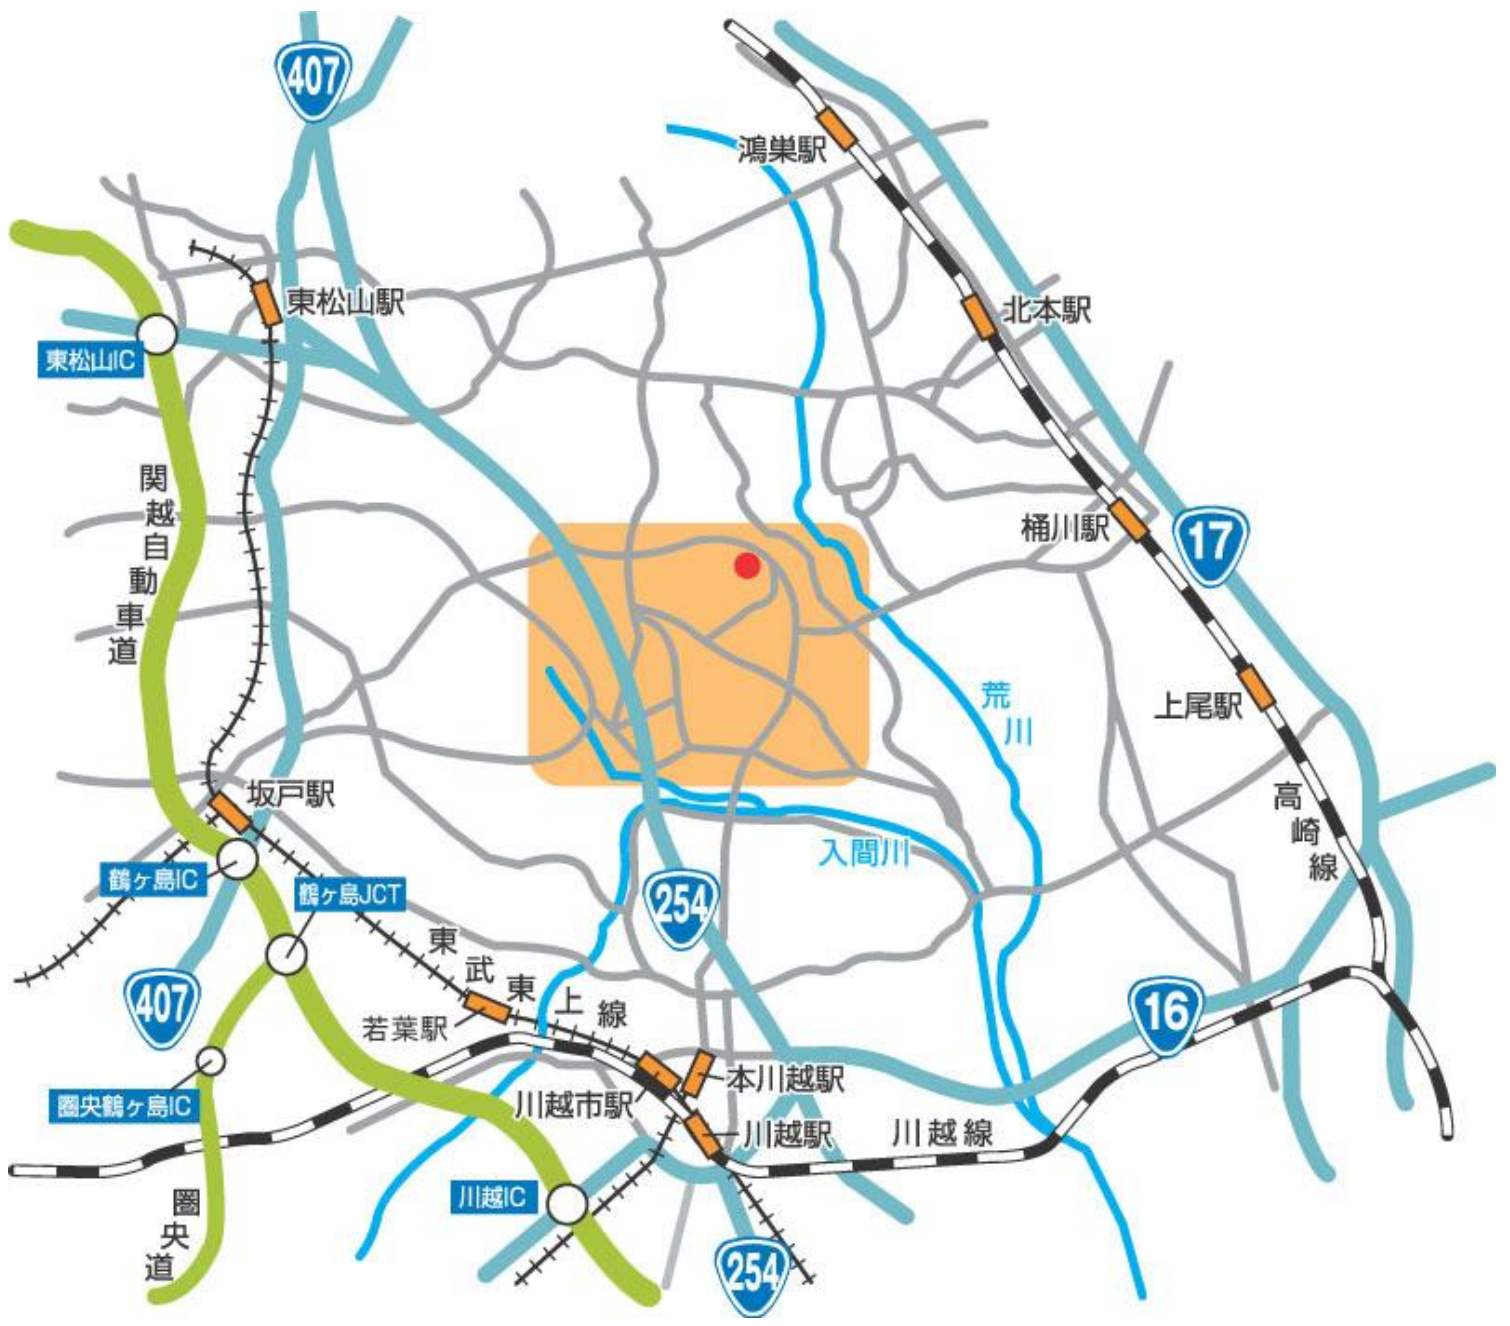 407
鴻巣駅
東松山駅
北本駅
東松山IC
関越自動車道
桶川駅
17
荒川
上尾駅
坂戸駅
高崎線
入間川
鶴ヶ島IC
鶴ヶ島JCT
254
東武東上線
407
16
若葉駅
本川越駅
圏央鶴ヶ島IC
川越市駅
川越駅
川越線
川越IC
圏央道
254